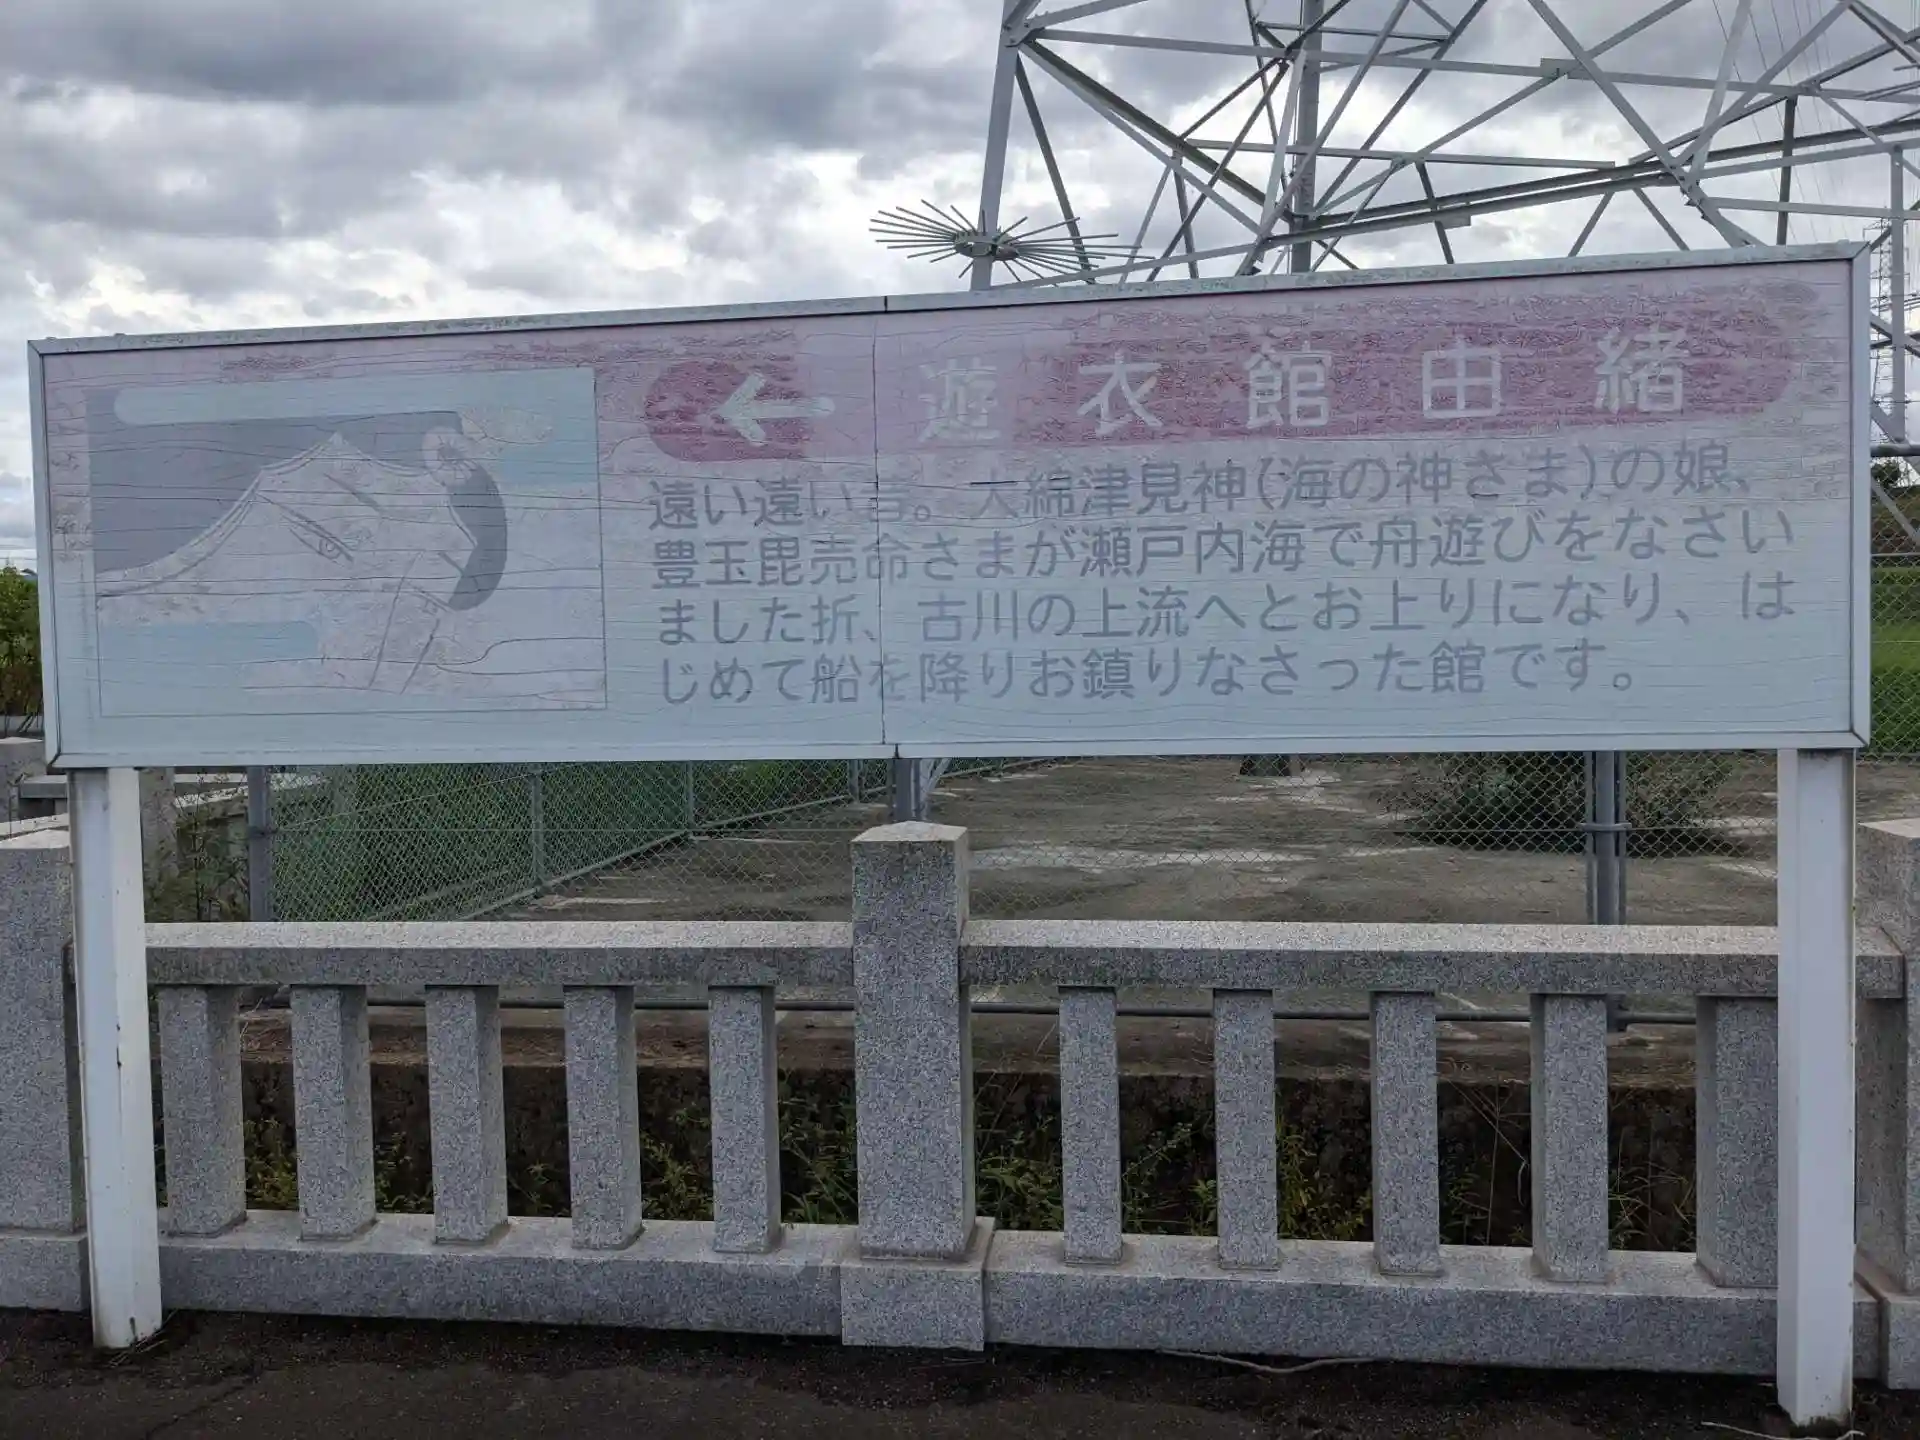 ← 遊衣館由緒
遠い遠い昔。大綿津見神(海の神さま)の娘、
豊玉毘売命さまが瀬戸内海で舟遊びをなさい
ました折、古川の上流へとお上りになり、は
じめて船を降りお鎮りなさった館です。